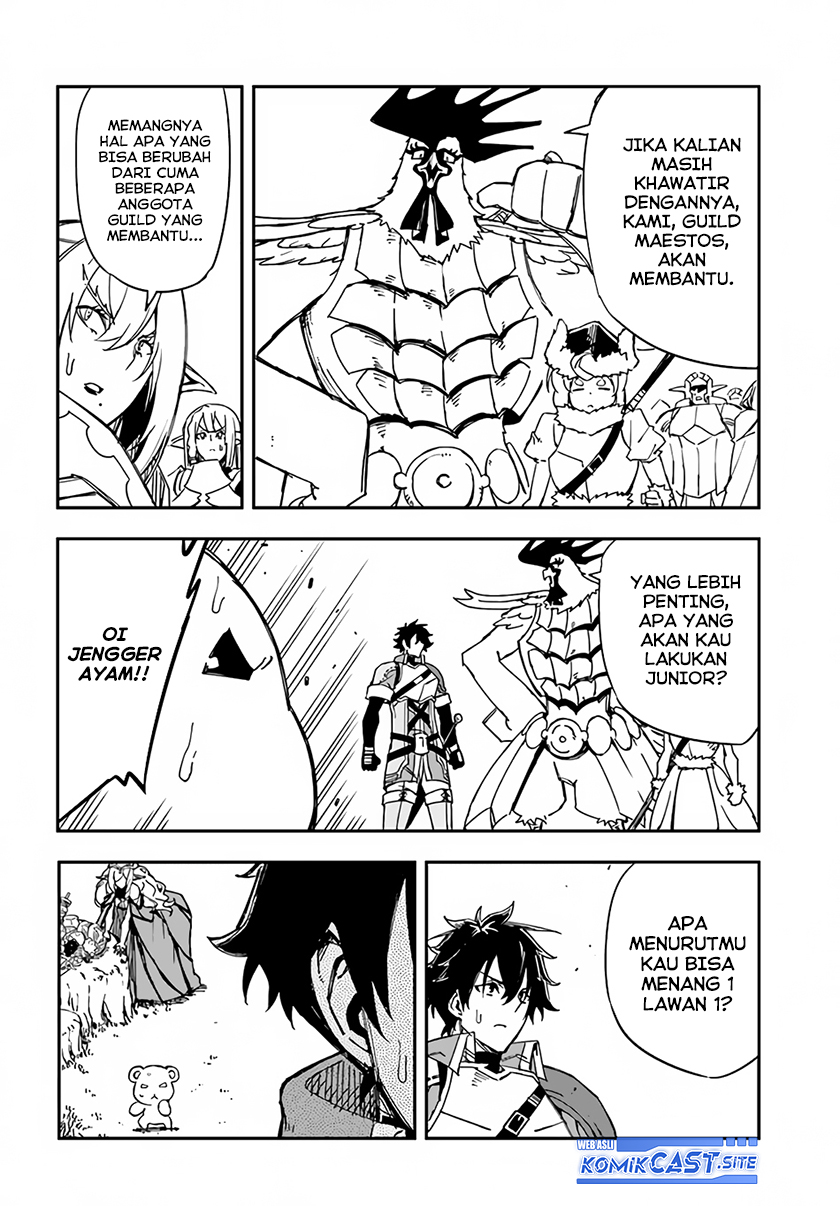 JIKA KALIAN
MASIH
KHAWATIR
DENGANNYA,
KAMI, GUILD
MAESTOS,
AKAN
MEMBANTU.
MEMANGNYA
HAL APA YANG
BISA BERUBAH
DARI CUMA
BEBERAPA
ANGGOTA
GUILD YANG
MEMBANTU...
YANG LEBIH
PENTING,
APA YANG
AKAN KAU
LAKUKAN
JUNIOR?
OI
JENGGER
AYAM!!
APA
MENURUTMU
KAU BISA
MENANG 1
LAWAN 1?
WEB ASLI
KOMIKCAST.SITE